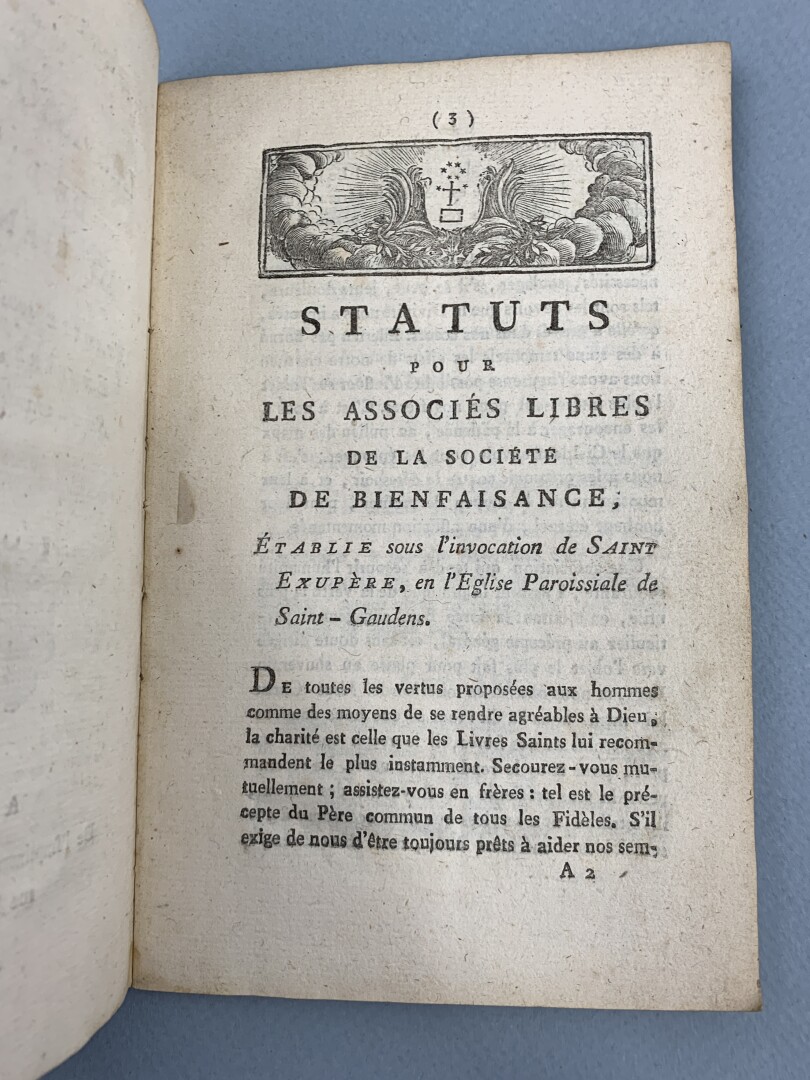 ( 3 )
STATUTS
POUR
LES ASSOCIÉS LIBRES
DE LA SOCIÉTÉ
DE BIENFAISANCE,
ÉTABLIE sous l'invocation de SAINT
EXUPÈRE, en l'Eglise Paroissiale de
Saint-Gaudens.
DE toutes les vertus proposées aux hommes
comme des moyens de se rendre agréables à Dieu,
la charité est celle que les Livres Saints lui recom-
mandent le plus instamment. Secourez-vous mu-
tuellement ; assistez-vous en frères : tel est le pré-
cepte du Père commun de tous les Fidèles. S'il
exige de nous d'être toujours prêts à aider nos sem-
A 2